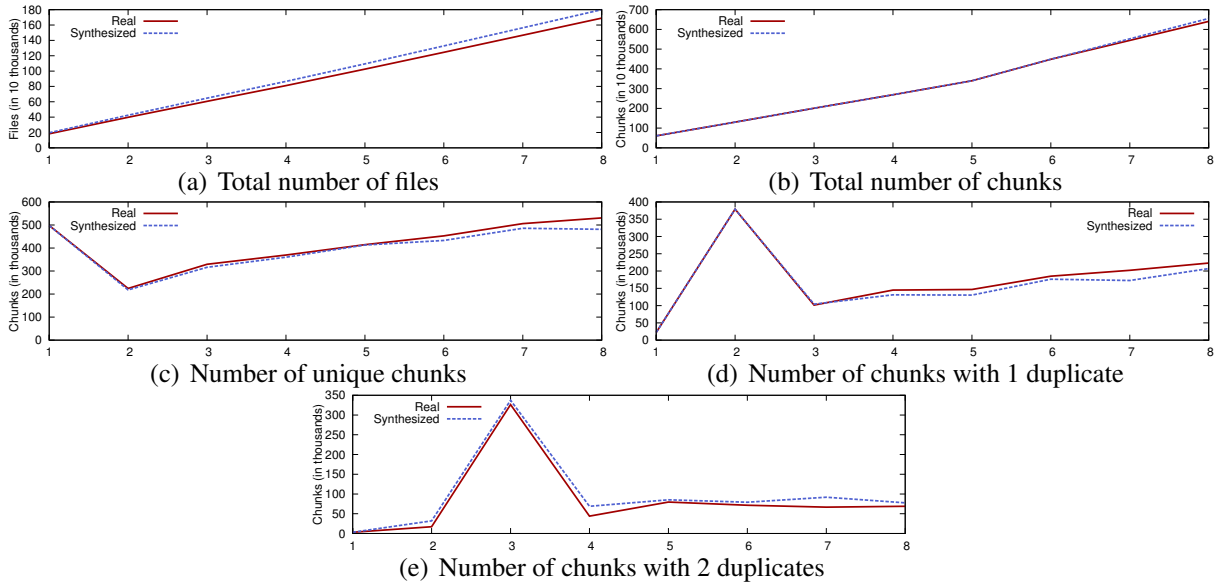 180
160
140
120
100
80
60
40
20
0
Files (in 10 thousands)
Real
Synthesized
1 2 3 4 5 6 7 8
(a) Total number of files
700
600
500
400
300
200
100
0
Chunks (in 10 thousands)
Real
Synthesized
1 2 3 4 5 6 7 8
(b) Total number of chunks
600
500
400
300
200
100
0
Chunks (in thousands)
Real
Synthesized
1 2 3 4 5 6 7 8
(c) Number of unique chunks
400
350
300
250
200
150
100
50
0
Chunks (in thousands)
Real
Synthesized
1 2 3 4 5 6 7 8
(d) Number of chunks with 1 duplicate
350
300
250
200
150
100
50
0
Chunks (in thousands)
Real
Synthesized
1 2 3 4 5 6 7 8
(e) Number of chunks with 2 duplicates